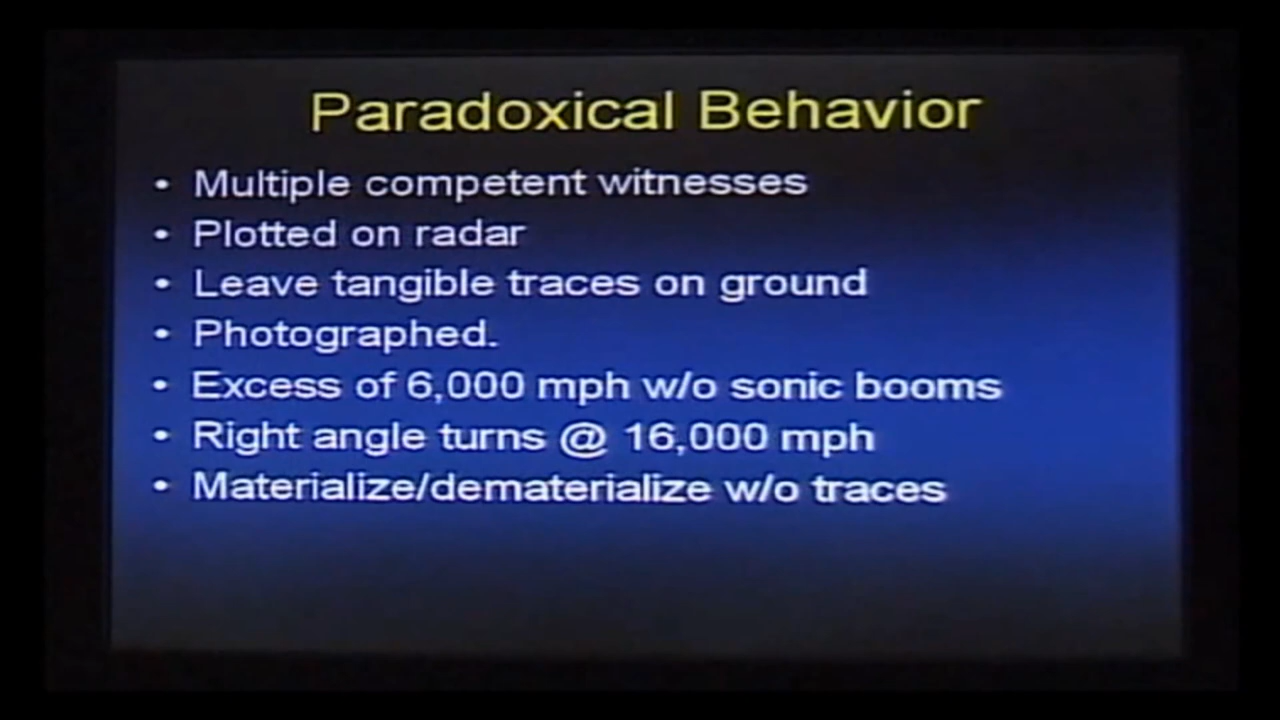 Paradoxical Behavior
• Multiple competent witnesses
• Plotted on radar
• Leave tangible traces on ground
• Photographed.
• Excess of 6,000 mph w/o sonic booms
• Right angle turns @ 16,000 mph
• Materialize/dematerialize w/o traces